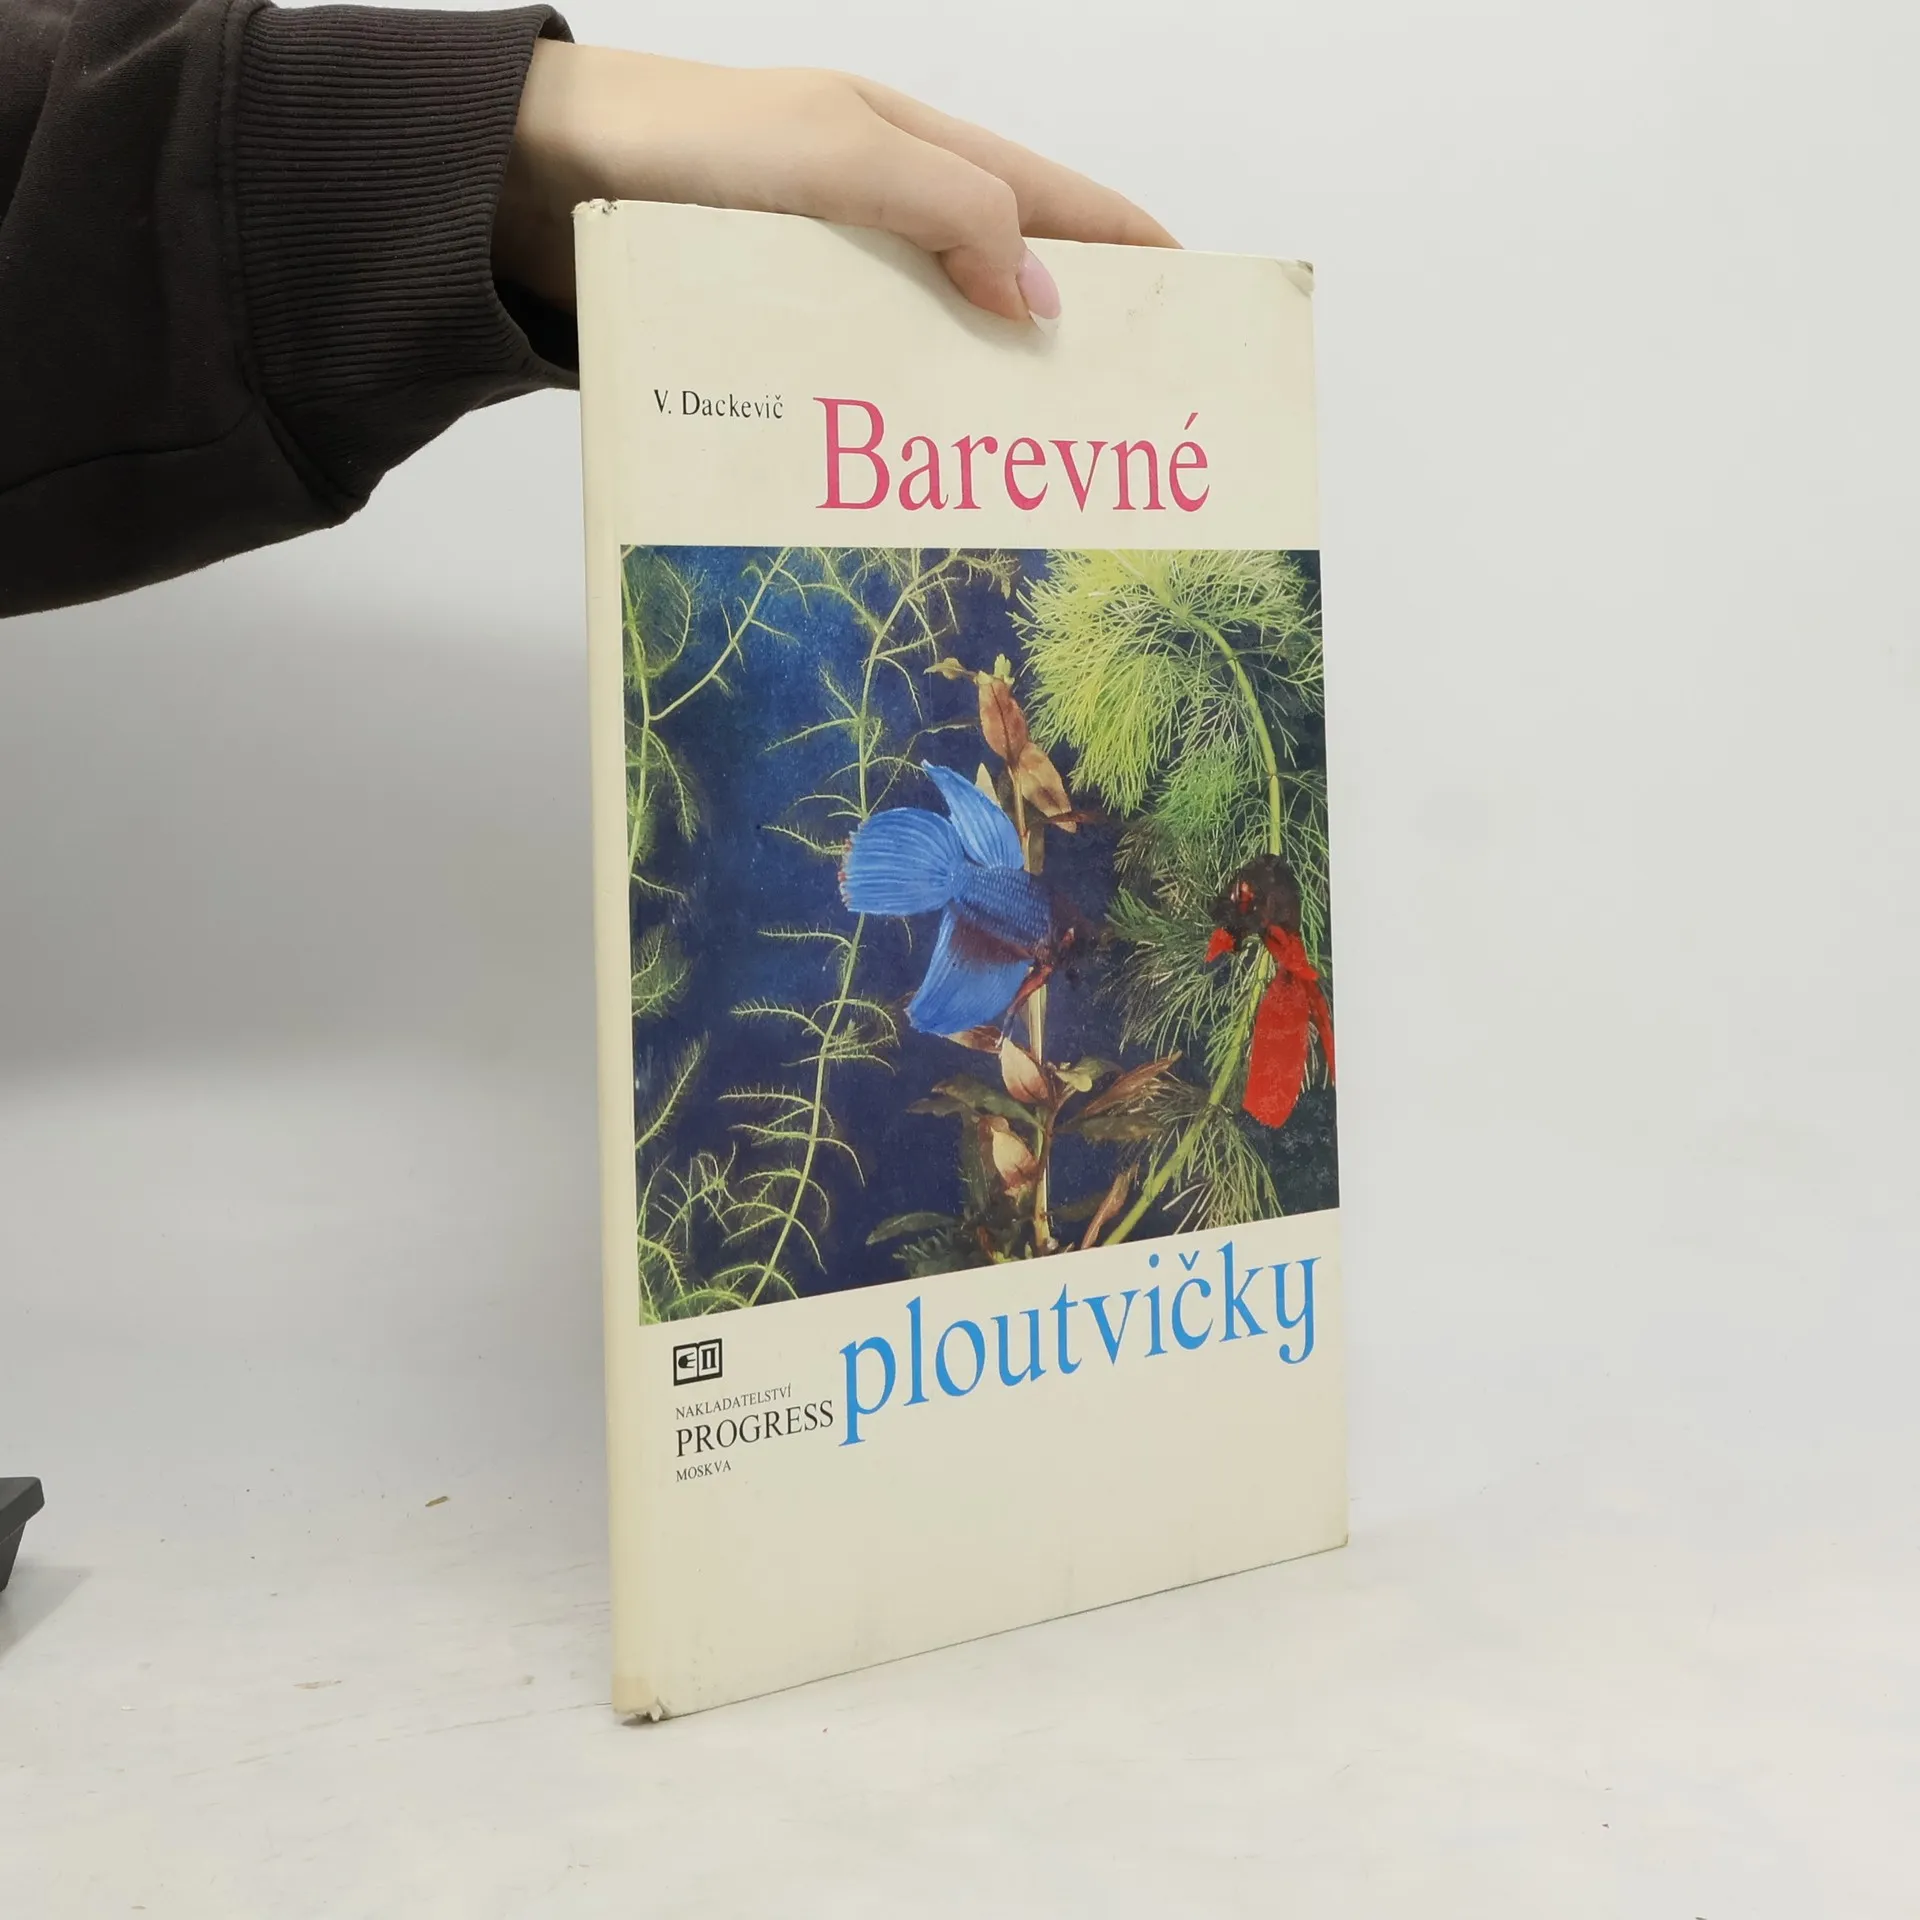 V. Dackevič
Barevné
ploutvičky
NAKLADATELSTVÍ
PROGRESS
MOSKVA